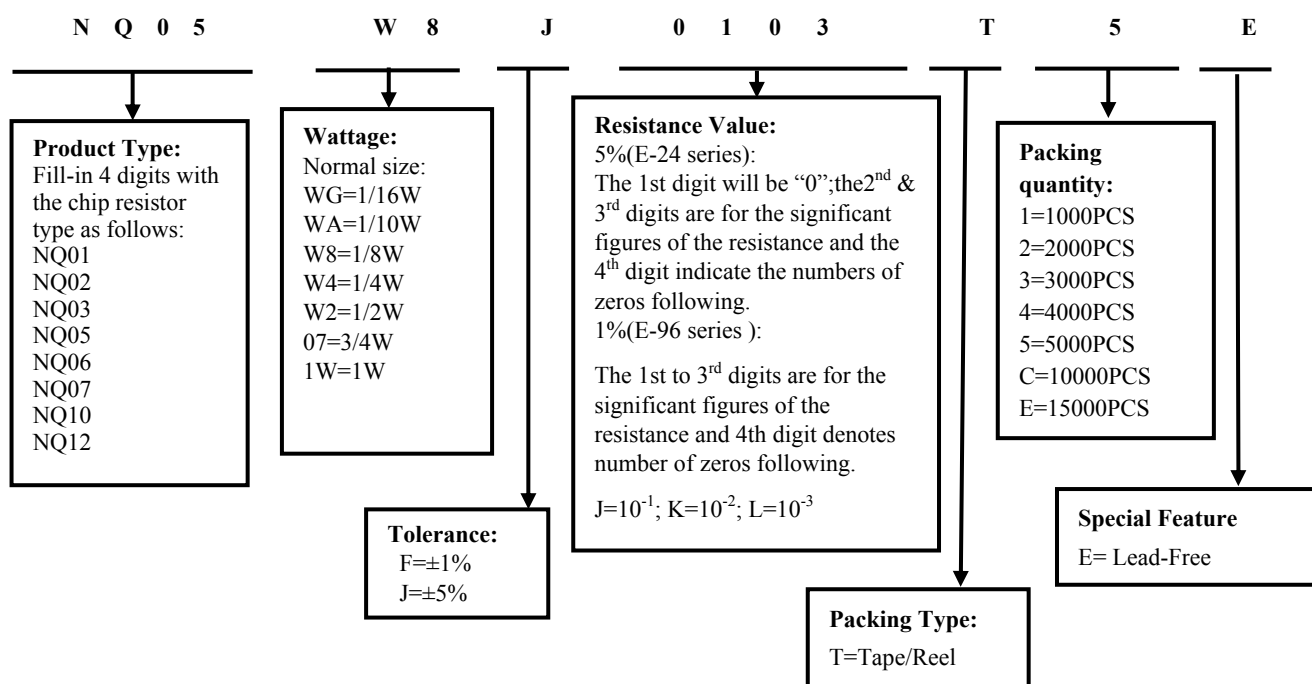 N Q 0 5 W 8 J 0 1 0 3 T 5 E
Product Type:
Fill-in 4 digits with
the chip resistor
type as follows:
NQ01
NQ02
NQ03
NQ05
NQ06
NQ07
NQ10
NQ12
Wattage:
Normal size:
WG=1/16W
WA=1/10W
W8=1/8W
W4=1/4W
W2=1/2W
07=3/4W
1W=1W
Tolerance:
F=±1%
J=±5%
Resistance Value:
5%(E-24 series):
The 1st digit will be “0”;the2nd &
3rd digits are for the significant
figures of the resistance and the
4th digit indicate the numbers of
zeros following.
1%(E-96 series ):
The 1st to 3rd digits are for the
significant figures of the
resistance and 4th digit denotes
number of zeros following.
J=10-1; K=10-2; L=10-3
Packing Type:
T=Tape/Reel
Packing
quantity:
1=1000PCS
2=2000PCS
3=3000PCS
4=4000PCS
5=5000PCS
C=10000PCS
E=15000PCS
Special Feature
E= Lead-Free